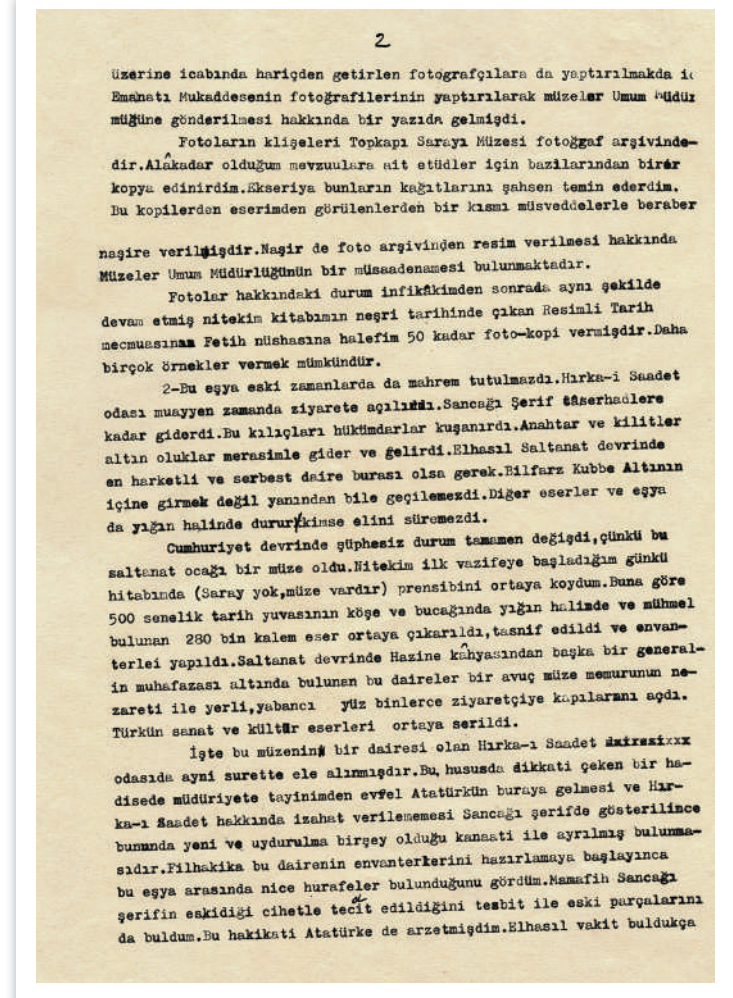 2
üzerine icabında hariçden getirlen fotografçılara da yaptırılmakda
Emanatı Mukaddesenin fotoğrafilerinin yaptırılarak müzeler Umum Müdür
müğüne gönderilmesi hakkında bir yazıda gelmişdi.
Fotoların klişeleri Topkapı Sarayı Müzesi fotoğgaf arşivinde-
dir.Alâkadar olduğum mevzuulara ait etüdler için bazilarından birer
kopya edinirdim.Ekseriya bunların kağıtlarını şahsen temin ederdim.
Bu kopilerden eserimden görülenlerden bir kısmı müsveddelerle beraber
naşire verilmişdir.Naşir de foto arşivinden resim verilmesi hakkında
Müzeler Umum Müdürlüğünün bir müsaadenamesi bulunmaktadır.
Fotolar hakkındaki durum infikâkimden sonrada aynı şekilde
devam etmiş nitekim kitabımın neşri tarihinde çıkan Resimli Tarih
mecmuasınan Fetih nüshasına halefim 50 kadar foto-kopi vermişdir.Daha
birçok örnekler vermek mümkündür.
2-Bu eşya eski zamanlarda da mahrem tutulmazdı.Hırka-i Saadet
odası muayyen zamanda ziyarete açılırdı.Sancağı Şerif tâserhadlere
kadar giderdi.Bu kılıçları hükümdarlar kuşanırdı.Anahtar ve kilitler
altın oluklar merasimle gider ve gelirdi.Elhasıl Saltanat devrinde
en harketli ve serbest daire burası olsa gerek.Bilfarz Kubbe Altının
içine girmek değil yanından bile geçilemezdi.Diğer eserler ve eşya
da yığın halinde durur,kimse elini süremezdi.
Cumhuriyet devrinde şüphesiz durum tamamen değişdi,çünkü bu
saltanat ocağı bir müze oldu.Nitekim ilk vazifeye başladığım günkü
hitabımda (Saray yok,müze vardır) prensibini ortaya koydum.Buna göre
500 senelik tarih yuvasının köşe ve bucağında yığın halinde ve mühmel
bulunan 280 bin kalem eser ortaya çıkarıldı,tasnif edildi ve envan-
terlei yapıldı.Saltanat devrinde Hazine kâhyasından başka bir general-
in muhafazası altında bulunan bu daireler bir avuç müze memurunun ne-
zareti ile yerli,yabancı yüz binlerce ziyaretçiye kapılarını açdı.
Türkün sanat ve kültür eserleri ortaya serildi.
İşte bu müzenin bir dairesi olan Hırka-ı Saadet dairesixxx
odasıda ayni surette ele alınmışdır.Bu, hususda dikkati çeken bir ha-
disede müdüriyete tayinimden evfel Atatürkün buraya gelmesi ve Hır-
ka-ı Saadet hakkında izahat verilememesi Sancağı şerifde gösterilince
bununda yeni ve uydurulma birşey olduğu kanaati ile ayrılmış bulunma-
sıdır.Filhakika bu dairenin envanterlerini hazırlamaya başlayınca
bu eşya arasında nice hurafeler bulunduğunu gördüm.Mamafih Sancağı
şerifin eskidiği cihetle tecit edildiğini tesbit ile eski parçalarını
da buldum.Bu hakikati Atatürke de arzetmişdim.Elhasıl vakit buldukça